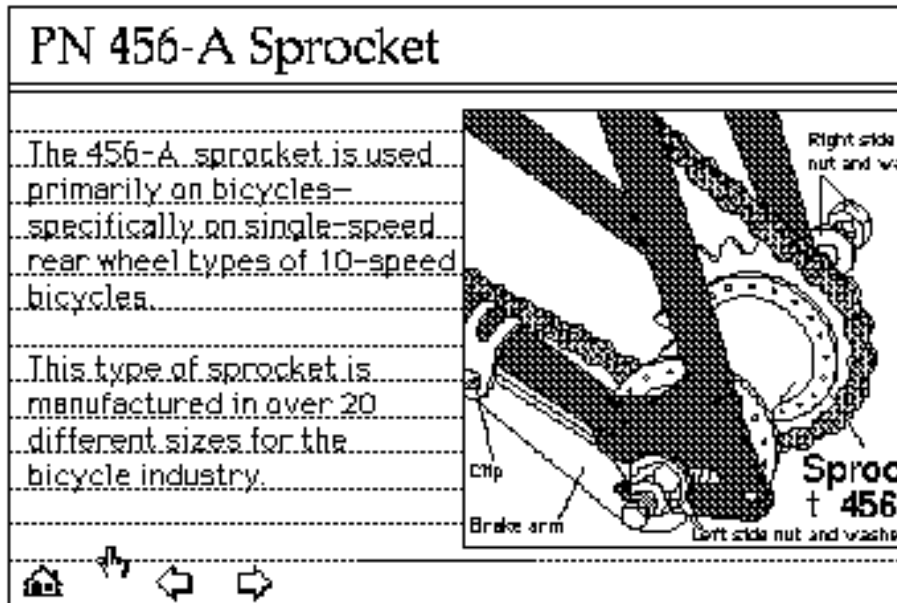 PN 456-A Sprocket
The 456-A sprocket is used
primarily on bicycles—
specifically on single-speed
rear wheel types of 10-speed
bicycles.
This type of sprocket is
manufactured in over 20
different sizes for the
bicycle industry.
Right side
nut and wa
Clip
Brake arm
Sproc
t 456
Left side nut and washe